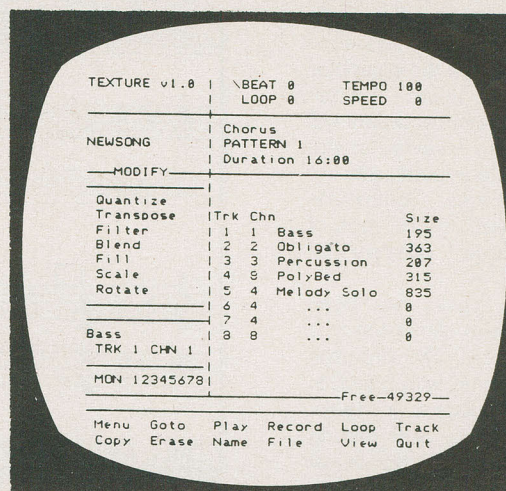 TEXTURE v1.0 \BEAT 0 TEMPO 100
LOOP 0 SPEED 0
NEWSONG
Chorus
PATTERN 1
Duration 16:00
MODIFY
Quantize
Transpose
Filter
Blend
Fill
Scale
Rotate
Trk Chn Size
1 1 Bass 195
2 2 Obligato 363
3 3 Percussion 207
4 8 PolyBed 315
5 4 Melody Solo 835
6 4 ... 0
7 4 ... 0
8 8 ... 0
Bass
TRK 1 CHN 1
MON 12345678
Free-49329
Menu Goto Play Record Loop Track
Copy Erase Name File View Quit